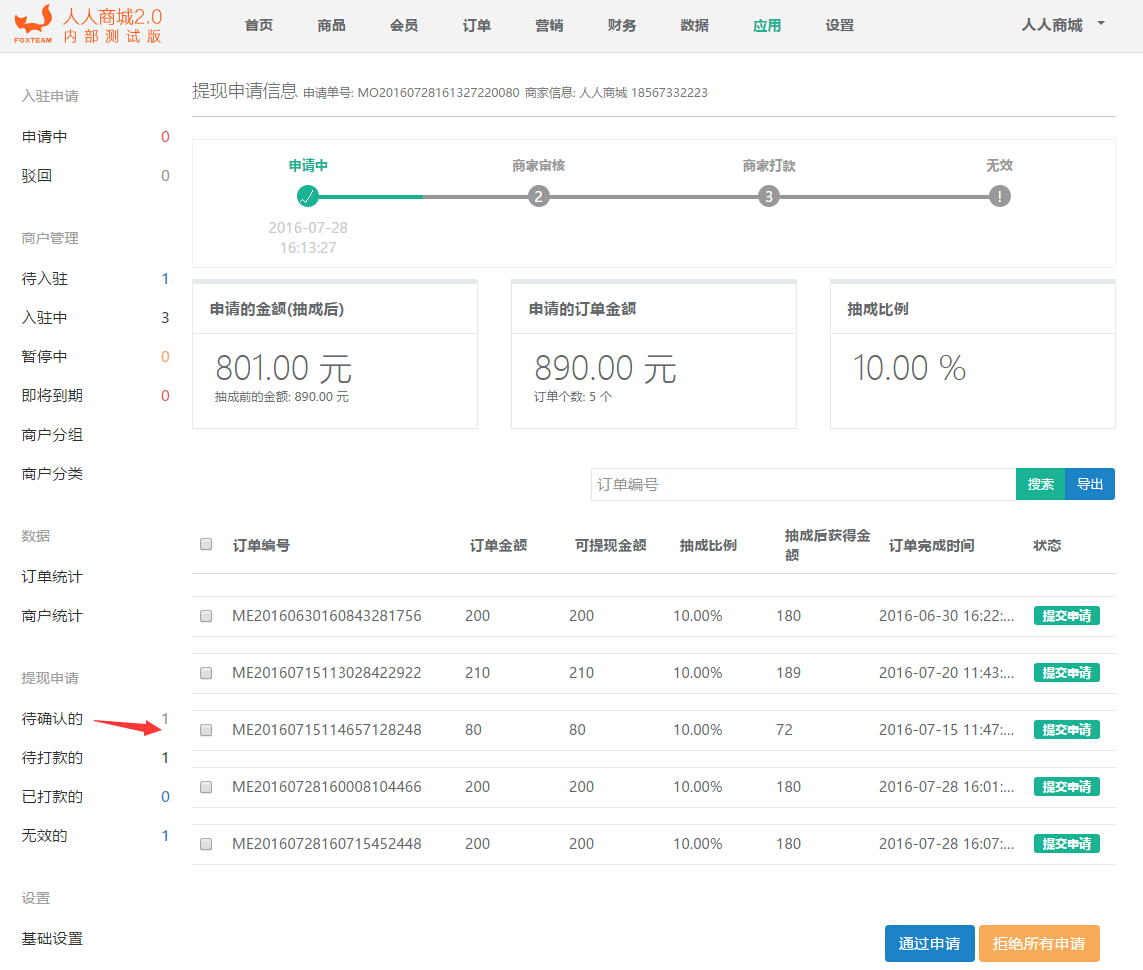 人人商城2.0
内部测试版
FOXTEAM
首页 商品 会员 订单 营销 财务 数据 应用 设置 人人商城
入驻申请
申请中 0
驳回 0
商户管理
待入驻 1
入驻中 3
暂停中 0
即将到期 0
商户分组
商户分类
数据
订单统计
商户统计
提现申请
待确认的 1
待打款的 1
已打款的 0
无效的 1
设置
基础设置
提现申请信息 申请单号: MO20160728161327220080 商家信息: 人人商城 18567332223
申请中 商家审核 商家打款 无效
2 3 !
2016-07-28
16:13:27
申请的金额(抽成后)
801.00 元
抽成前的金额: 890.00 元
申请的订单金额
890.00 元
订单个数: 5 个
抽成比例
10.00 %
订单编号 搜索 导出
订单编号 订单金额 可提现金额 抽成比例 抽成后获得金额 订单完成时间 状态
ME20160630160843281756 200 200 10.00% 180 2016-06-30 16:22:... 提交申请
ME20160715113028422922 210 210 10.00% 189 2016-07-20 11:43:... 提交申请
ME20160715114657128248 80 80 10.00% 72 2016-07-15 11:47:... 提交申请
ME20160728160008104466 200 200 10.00% 180 2016-07-28 16:01:... 提交申请
ME20160728160715452448 200 200 10.00% 180 2016-07-28 16:07:... 提交申请
通过申请 拒绝所有申请